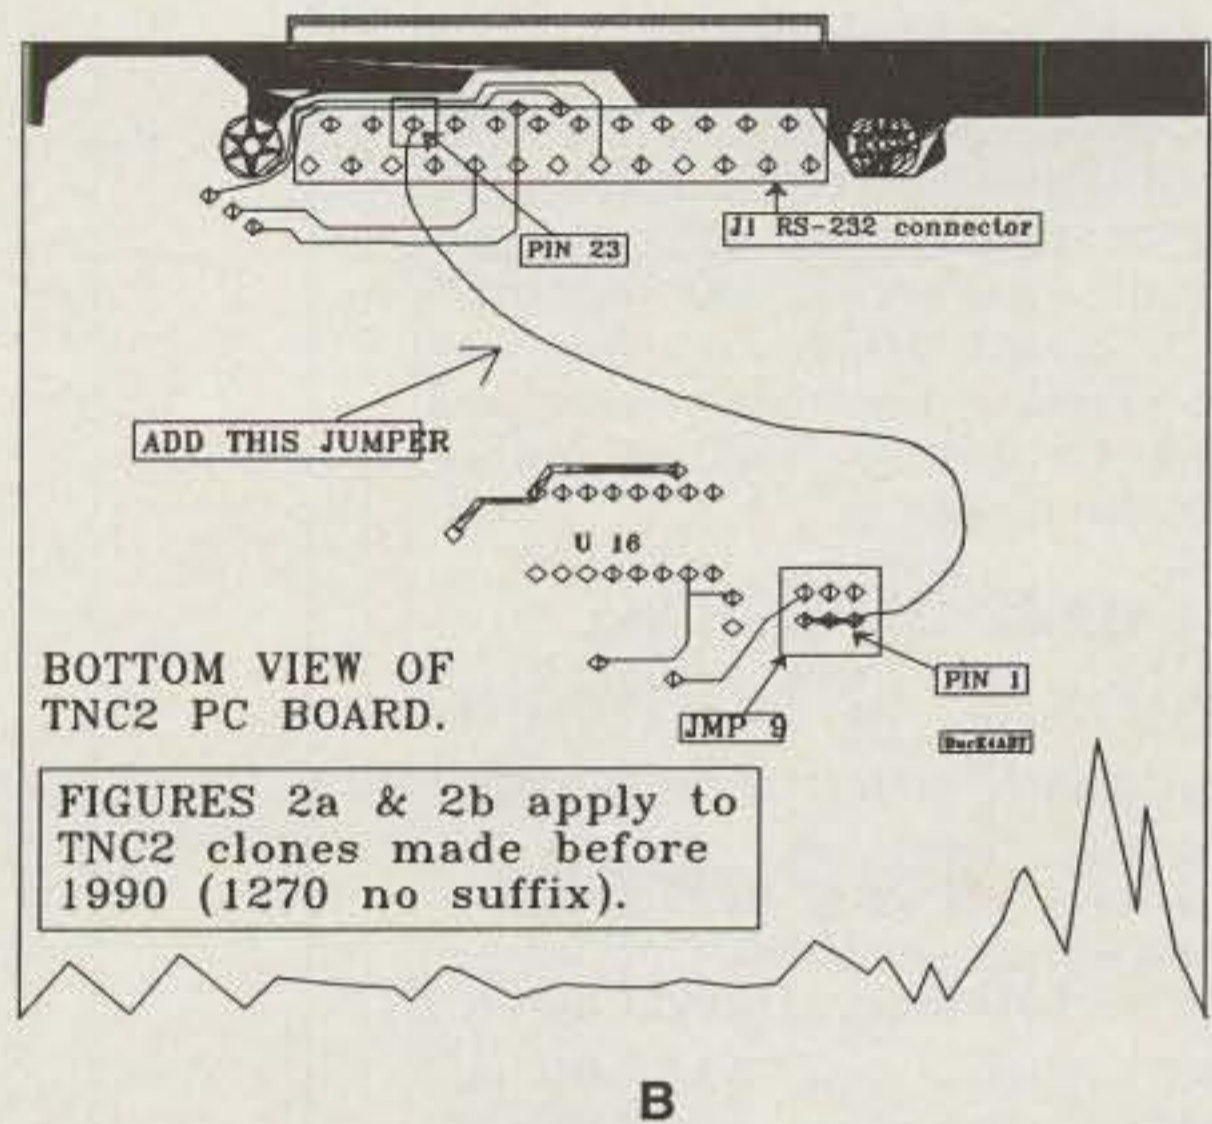 PIN 23
J1 RS-232 connector
ADD THIS JUMPER
U 16
PIN 1
JMP 9
BOTTOM VIEW OF
TNC2 PC BOARD.
FIGURES 2a & 2b apply to
TNC2 clones made before
1990 (1270 no suffix).
B